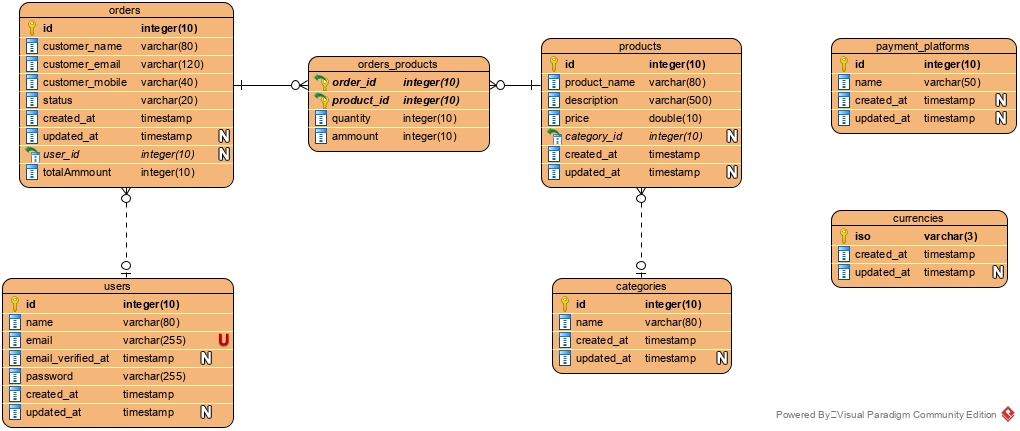 orders
id integer(10)
customer_name varchar(80)
customer_email varchar(120)
customer_mobile varchar(40)
status varchar(20)
created_at timestamp
updated_at timestamp N
user_id integer(10) N
totalAmmount integer(10)
orders_products
order_id integer(10)
product_id integer(10)
quantity integer(10)
ammount integer(10)
products
id integer(10)
product_name varchar(80)
description varchar(500)
price double(10)
category_id integer(10) N
created_at timestamp
updated_at timestamp N
payment_platforms
id integer(10)
name varchar(50)
created_at timestamp N
updated_at timestamp N
currencies
iso varchar(3)
created_at timestamp
updated_at timestamp N
users
id integer(10)
name varchar(80)
email varchar(255) U
email_verified_at timestamp N
password varchar(255)
created_at timestamp
updated_at timestamp N
categories
id integer(10)
name varchar(80)
created_at timestamp
updated_at timestamp N
Powered By Visual Paradigm Community Edition